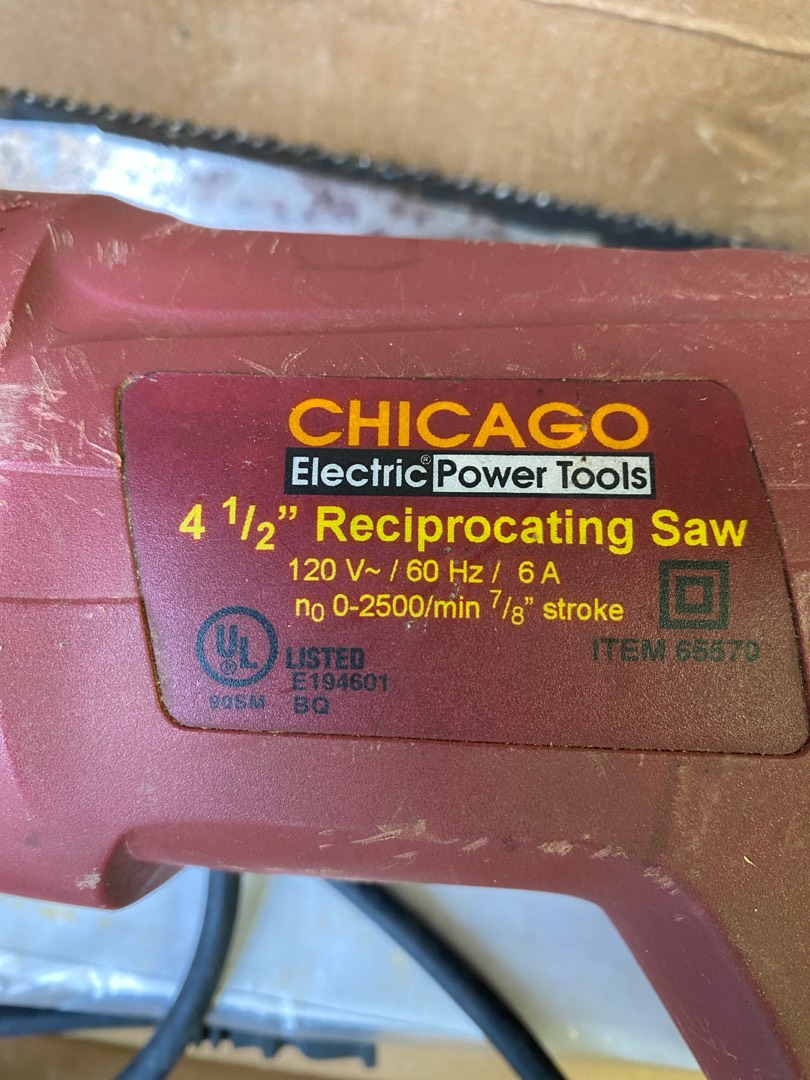 CHICAGO
Electric® Power Tools
4 1/2” Reciprocating Saw
120 V~ / 60 Hz / 6 A
n0 0-2500/min 7/8” stroke
UL® LISTED
ITEM 65570
E194601
90SM BQ